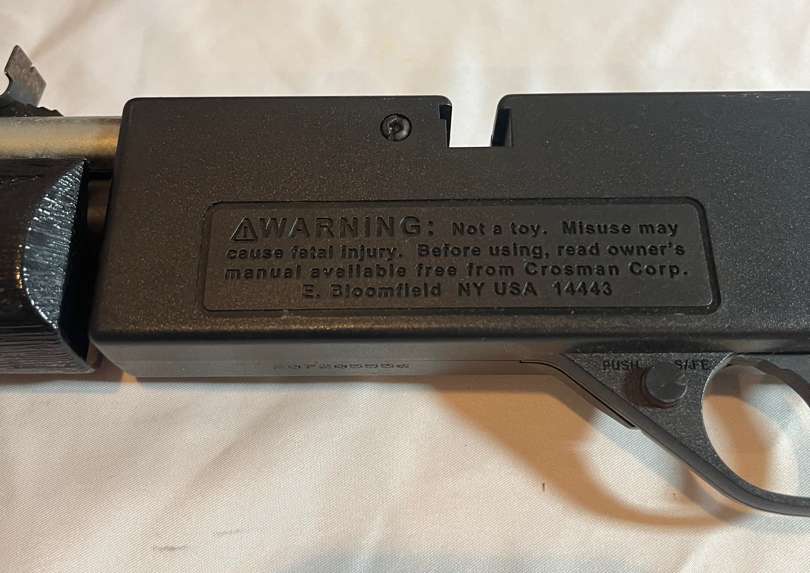 ⚠WARNING: Not a toy. Misuse may
cause fatal injury. Before using, read owner's
manual available free from Crosman Corp.
E. Bloomfield NY USA 14443
PUSH SAFE